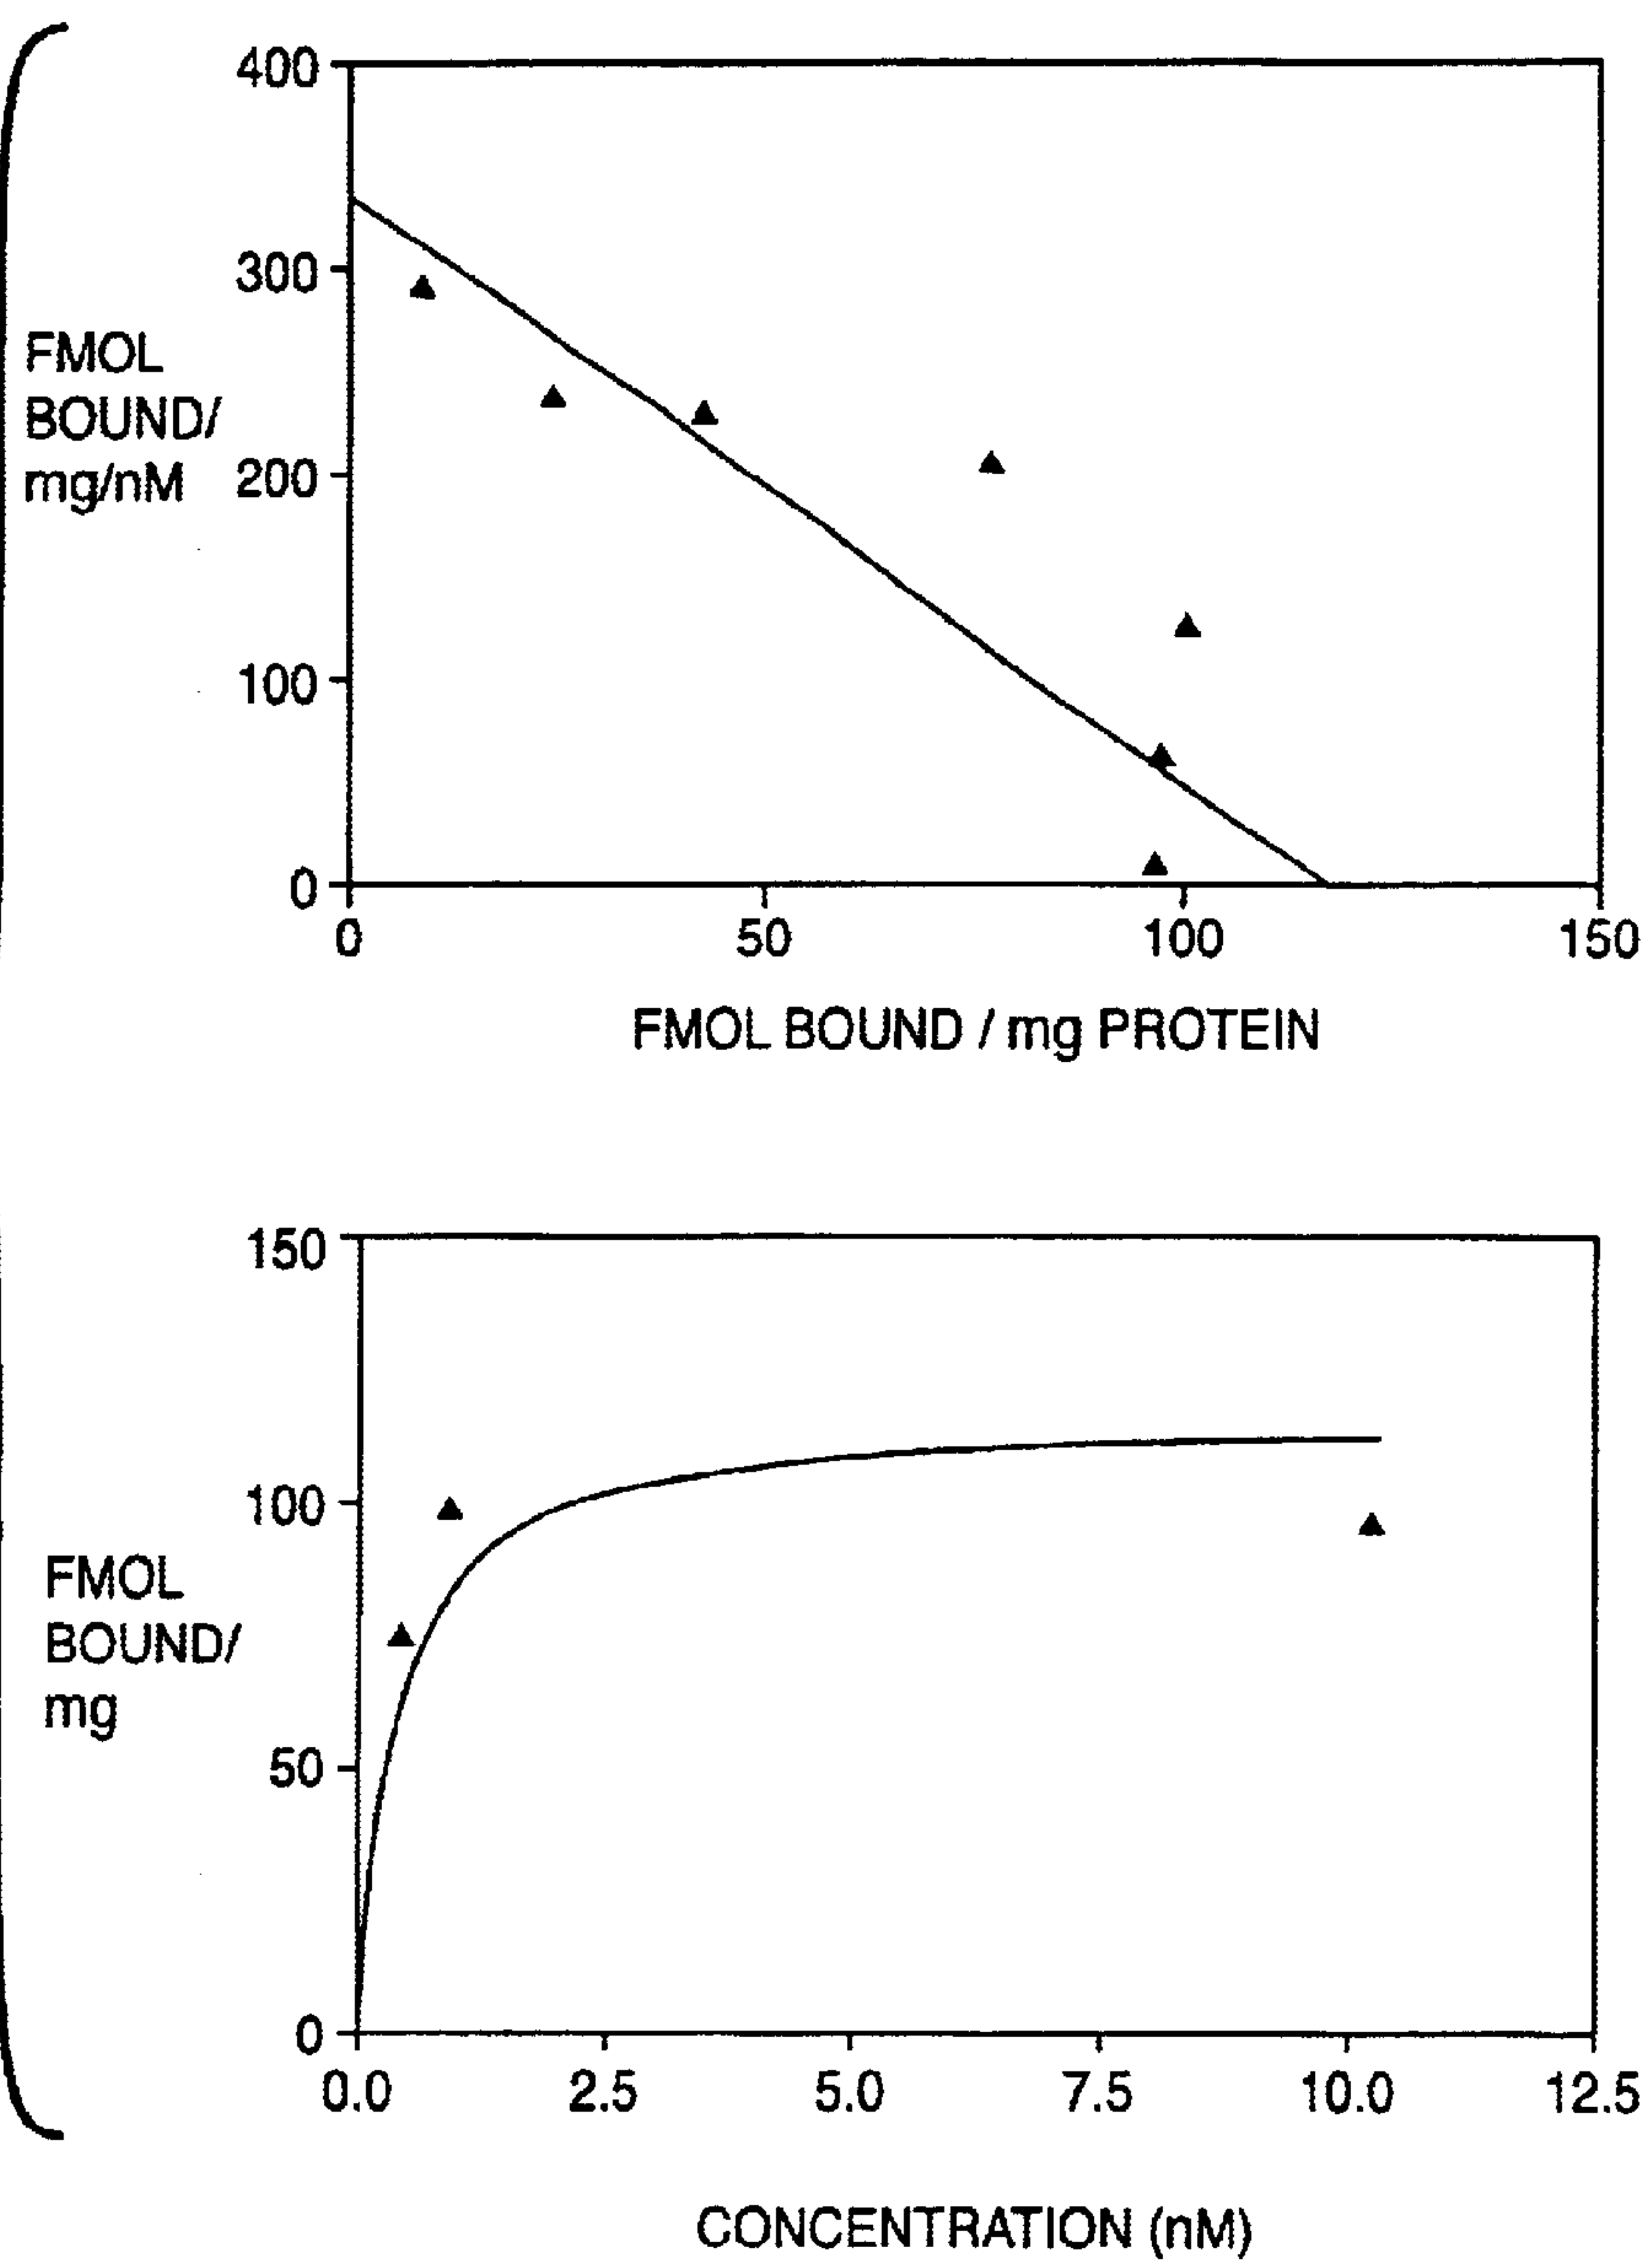 400
300
FMOL
BOUND/
mg/nM
200
100
0
0 50 100 150
FMOL BOUND / mg PROTEIN
150
100
FMOL
BOUND/
mg
50
0
0.0 2.5 5.0 7.5 10.0 12.5
CONCENTRATION (nM)